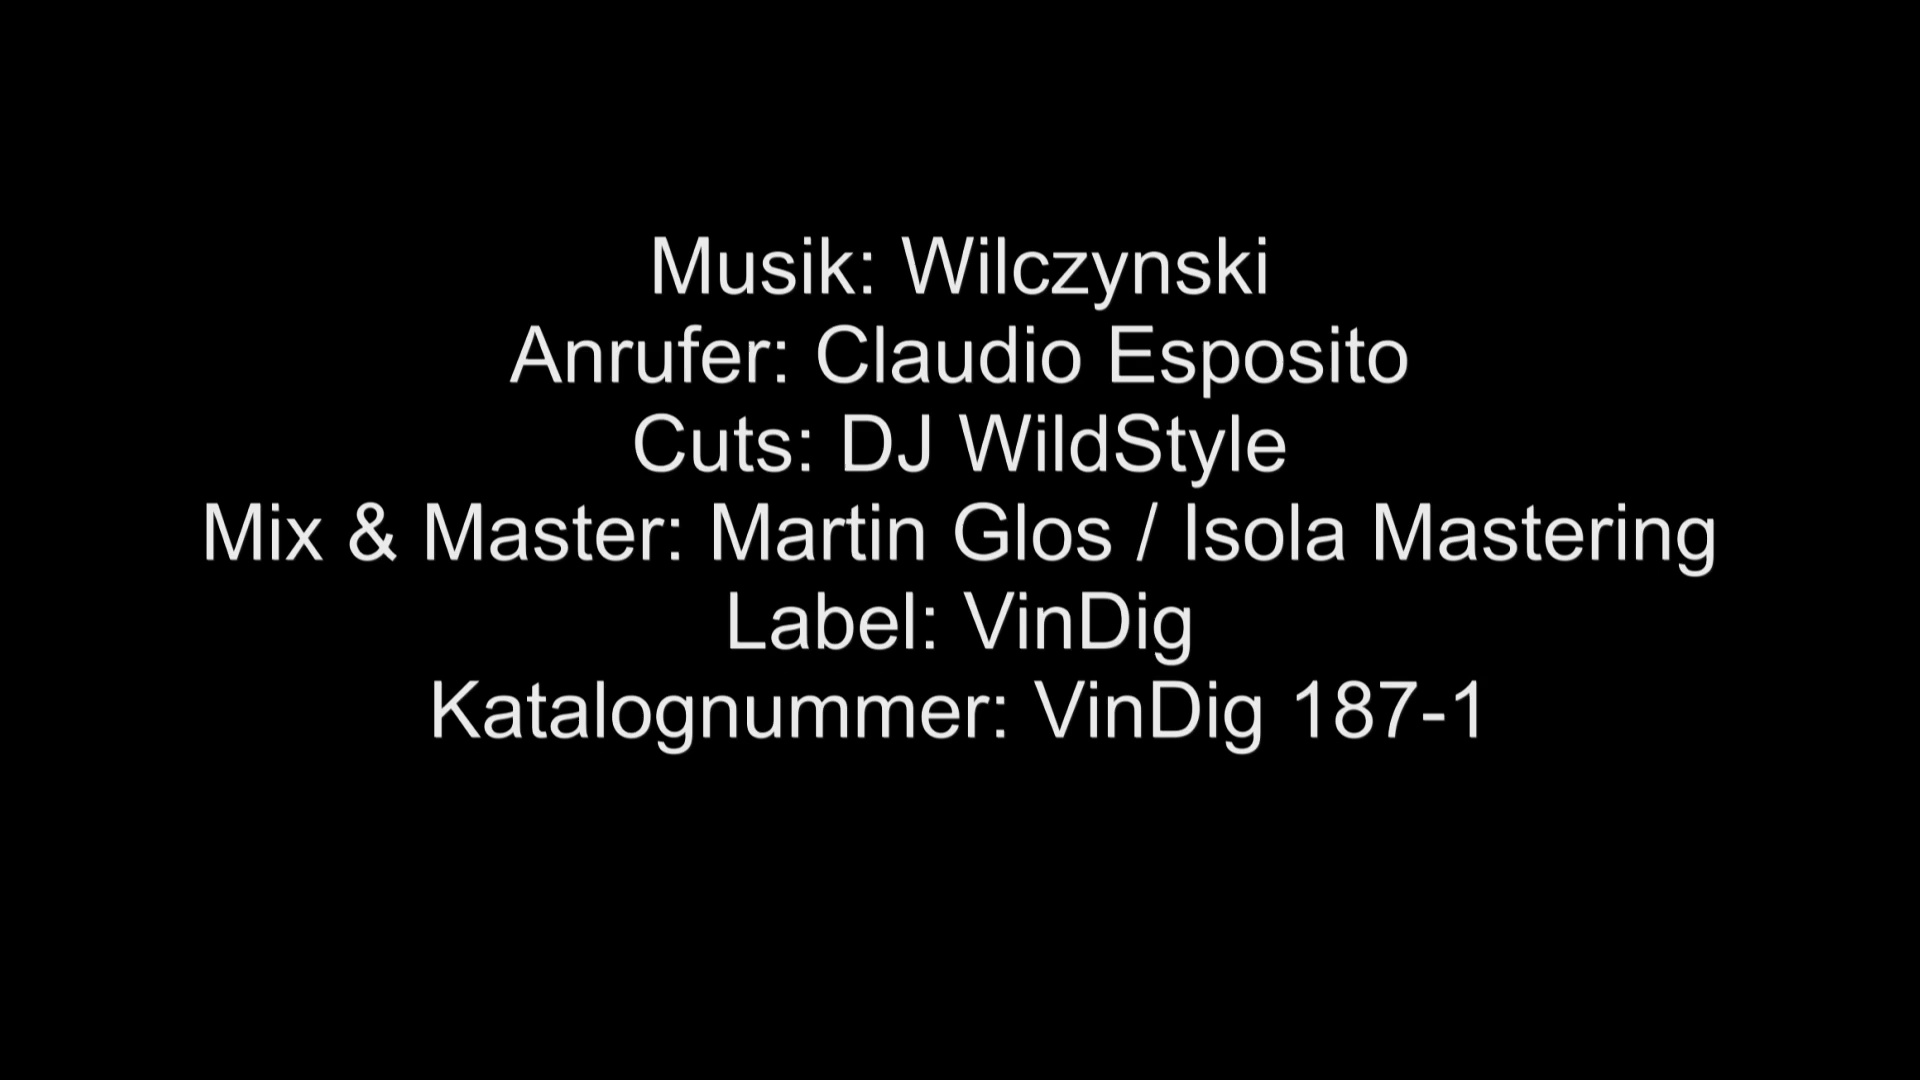 Musik: Wilczynski
Anrufer: Claudio Esposito
Cuts: DJ WildStyle
Mix & Master: Martin Glos / Isola Mastering
Label: VinDig
Katalognummer: VinDig 187-1